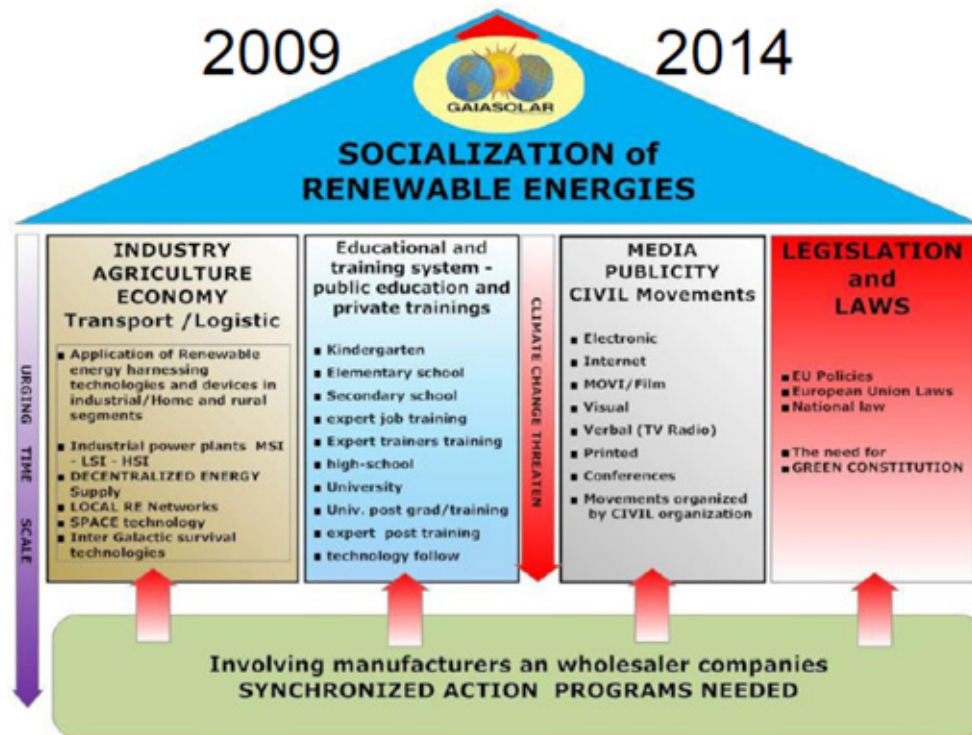 2009
2014
GAIASOLAR
SOCIALIZATION of
RENEWABLE ENERGIES
URGING TIME SCALE
INDUSTRY
AGRICULTURE
ECONOMY
Transport /Logistic
▪ Application of Renewable
energy harnessing
technologies and devices in
industrial/Home and rural
segments
▪ Industrial power plants MSI
- LSI - HSI
▪ DECENTRALIZED ENERGY
Supply
▪ LOCAL RE Networks
▪ SPACE technology
▪ Inter Galactic survival
technologies
Educational and
training system -
public education and
private trainings
▪ Kindergarten
▪ Elementary school
▪ Secondary school
▪ expert job training
▪ Expert trainers training
▪ high-school
▪ University
▪ Univ. post grad/training
▪ expert post training
▪ technology follow
CLIMATE CHANGE THREATEN
MEDIA
PUBLICITY
CIVIL Movements
▪ Electronic
▪ Internet
▪ MOVI/Film
▪ Visual
▪ Verbal (TV Radio)
▪ Printed
▪ Conferences
▪ Movements organized
by CIVIL organization
LEGISLATION
and
LAWS
▪ EU Policies
▪ European Union Laws
▪ National law
▪ The need for
▪ GREEN CONSTITUTION
Involving manufacturers an wholesaler companies
SYNCHRONIZED ACTION PROGRAMS NEEDED